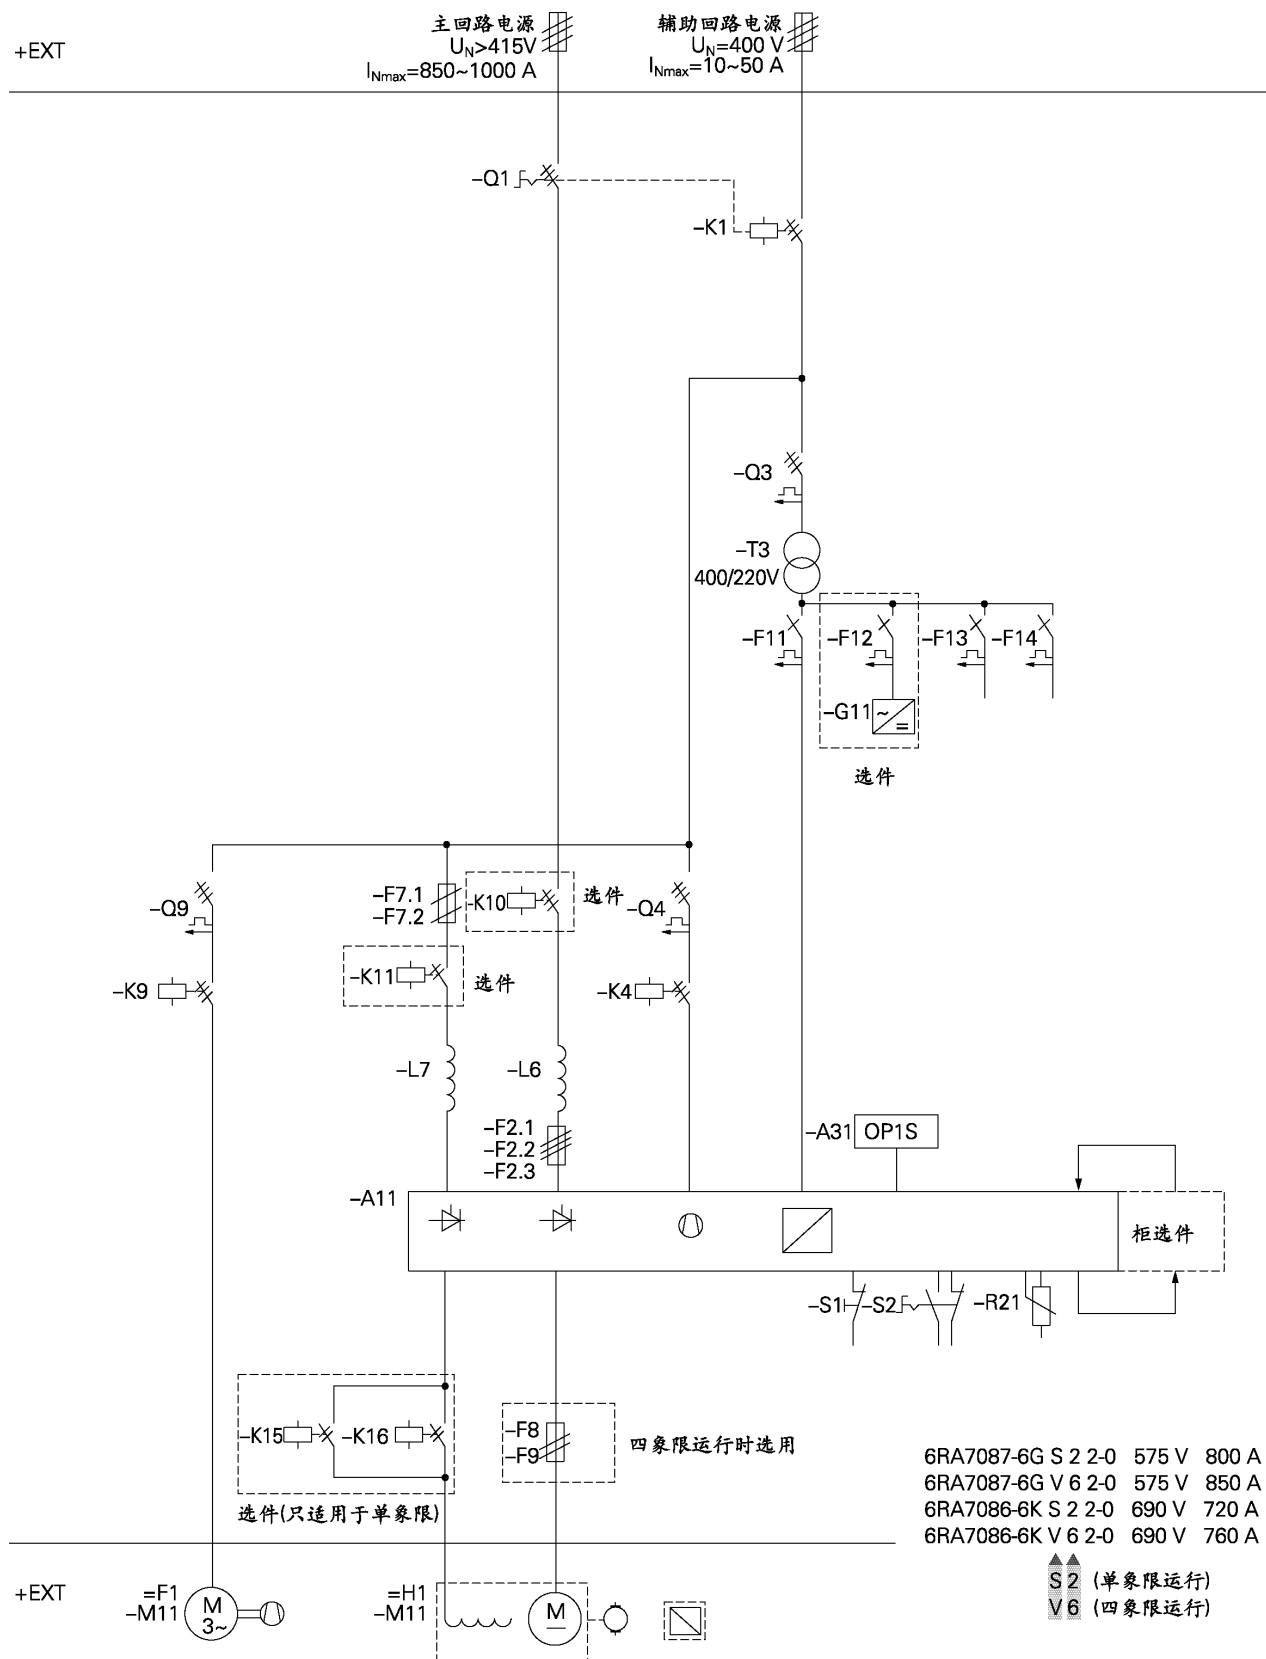 +EXT
主回路电源
UN>415V
INmax=850~1000 A
辅助回路电源
UN=400 V
INmax=10~50 A
–Q1
–K1
–Q3
–T3
400/220V
–F11
–F12
–F13
–F14
–G11
~
=
选件
–F7.1
–F7.2
–K10
选件
–Q9
–Q4
–K11
选件
–K9
–K4
–L7
–L6
–F2.1
–F2.2
–F2.3
–A31
OP1S
–A11
柜选件
–S1
–S2
–R21
–K15
–K16
–F8
–F9
四象限运行时选用
选件(只适用于单象限)
6RA7087-6G S 2 2-0 575 V 800 A
6RA7087-6G V 6 2-0 575 V 850 A
6RA7086-6K S 2 2-0 690 V 720 A
6RA7086-6K V 6 2-0 690 V 760 A
S 2 (单象限运行)
V 6 (四象限运行)
+EXT
=F1
–M11
M
3~
=H1
–M11
M